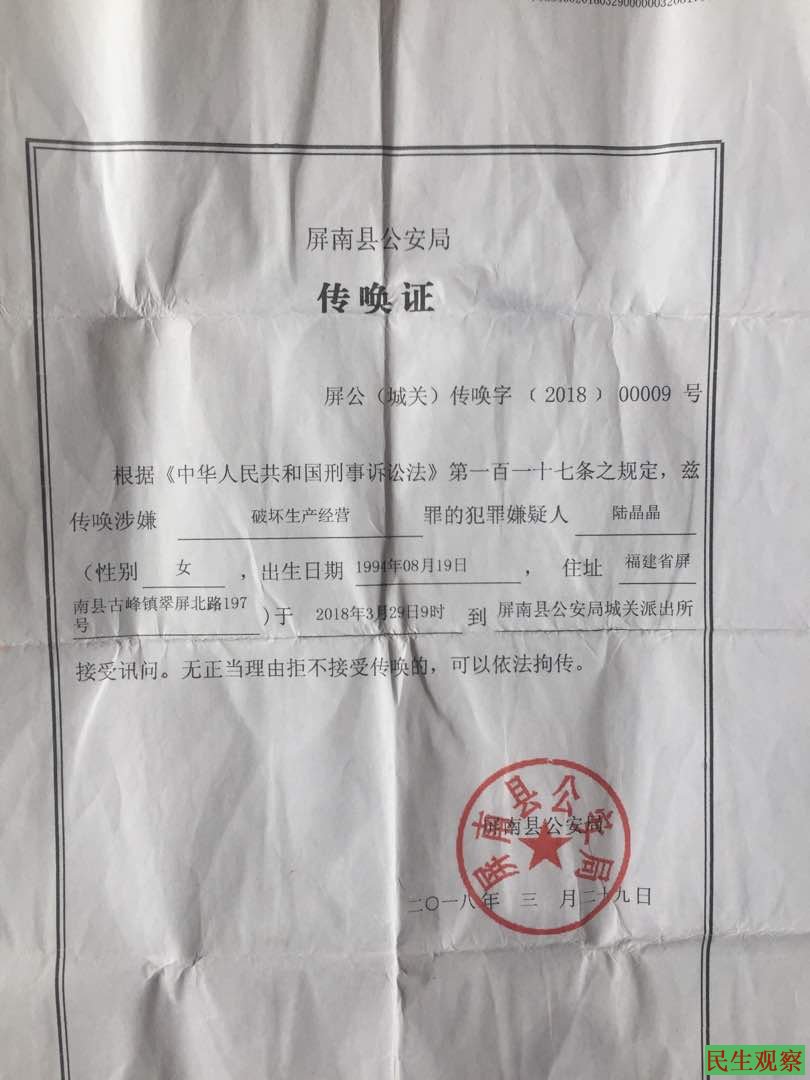 屏南县公安局
传唤证
屏公（城关）传唤字﹝2018﹞00009 号
根据《中华人民共和国刑事诉讼法》第一百一十七条之规定，兹
传唤涉嫌 破坏生产经营 罪的犯罪嫌疑人 陆晶晶
（性别 女 ，出生日期 1994年08月19日 ， 住址 福建省屏
南县古峰镇翠屏北路197
号 )于 2018年3月29日9时 到 屏南县公安局城关派出所
接受讯问。无正当理由拒不接受传唤的，可以依法拘传。
屏南县公安局
屏南县公安局
二〇一八年 三 月二十九日
民生观察